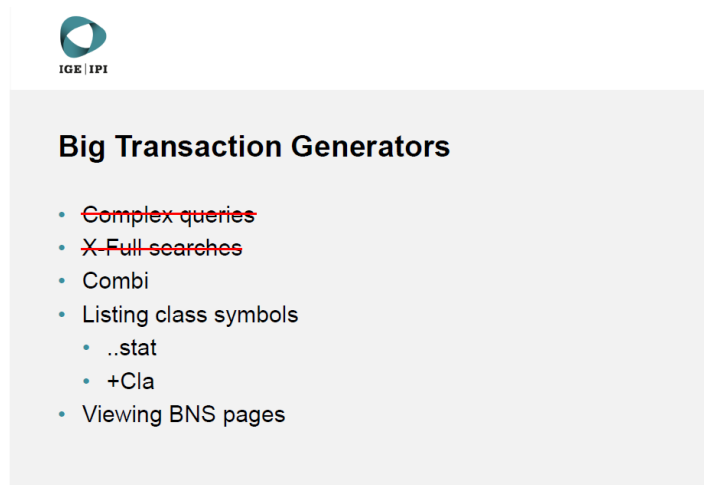 IGE | IPI
Big Transaction Generators
• Complex queries
• X-Full searches
• Combi
• Listing class symbols
• ..stat
• +Cla
• Viewing BNS pages